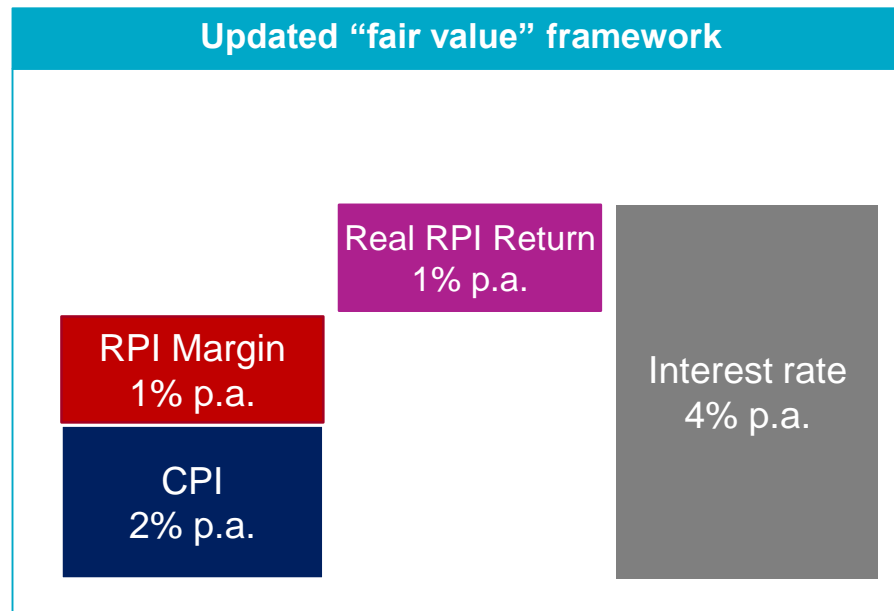 Updated “fair value” framework
Real RPI Return
1% p.a.
RPI Margin
1% p.a.
CPI
2% p.a.
Interest rate
4% p.a.